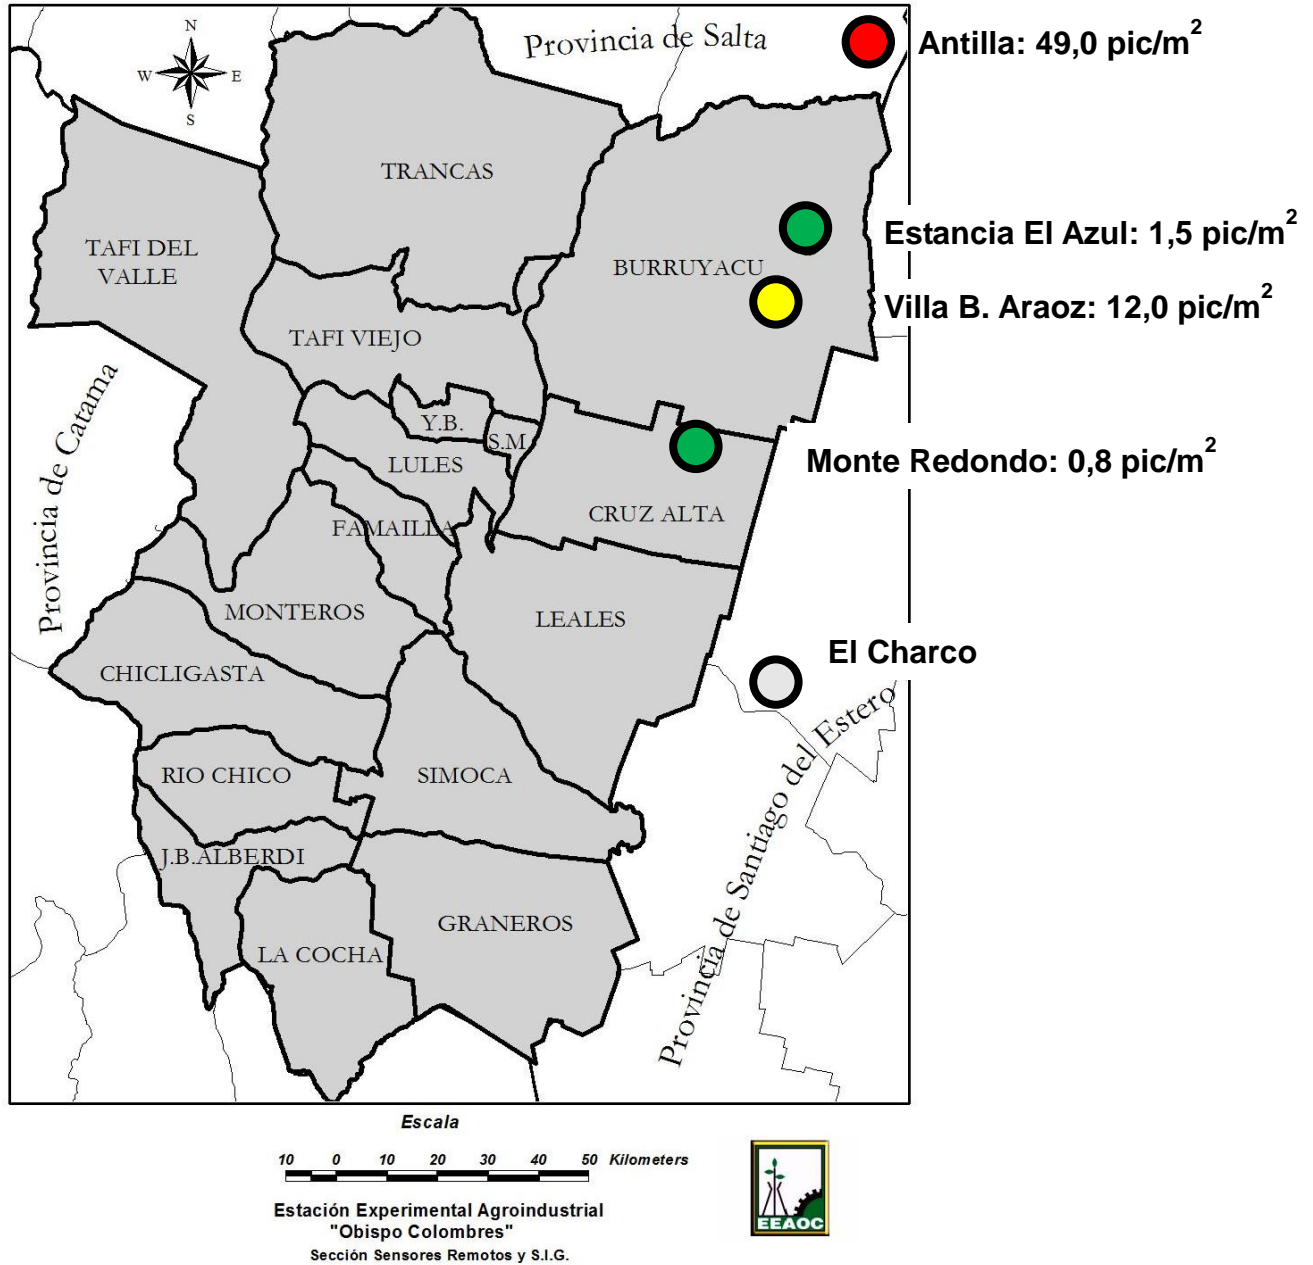 N
W E
S
Provincia de Salta
Antilla: 49,0 pic/m²
TRANCAS
Estancia El Azul: 1,5 pic/m²
TAFI DEL
VALLE
BURRUYACU
Villa B. Araoz: 12,0 pic/m²
TAFI VIEJO
Provincia de Catama
Y.B.
S.M.
LULES
Monte Redondo: 0,8 pic/m²
CRUZ ALTA
FAMAILLA
MONTEROS
LEALES
El Charco
CHICLIGASTA
Provincia de Santiago del Estero
RIO CHICO
SIMOCA
J.B.ALBERDI
GRANEROS
LA COCHA
Escala
10 0 10 20 30 40 50 Kilometers
Estación Experimental Agroindustrial
"Obispo Colombres"
Sección Sensores Remotos y S.I.G.
EEAOC